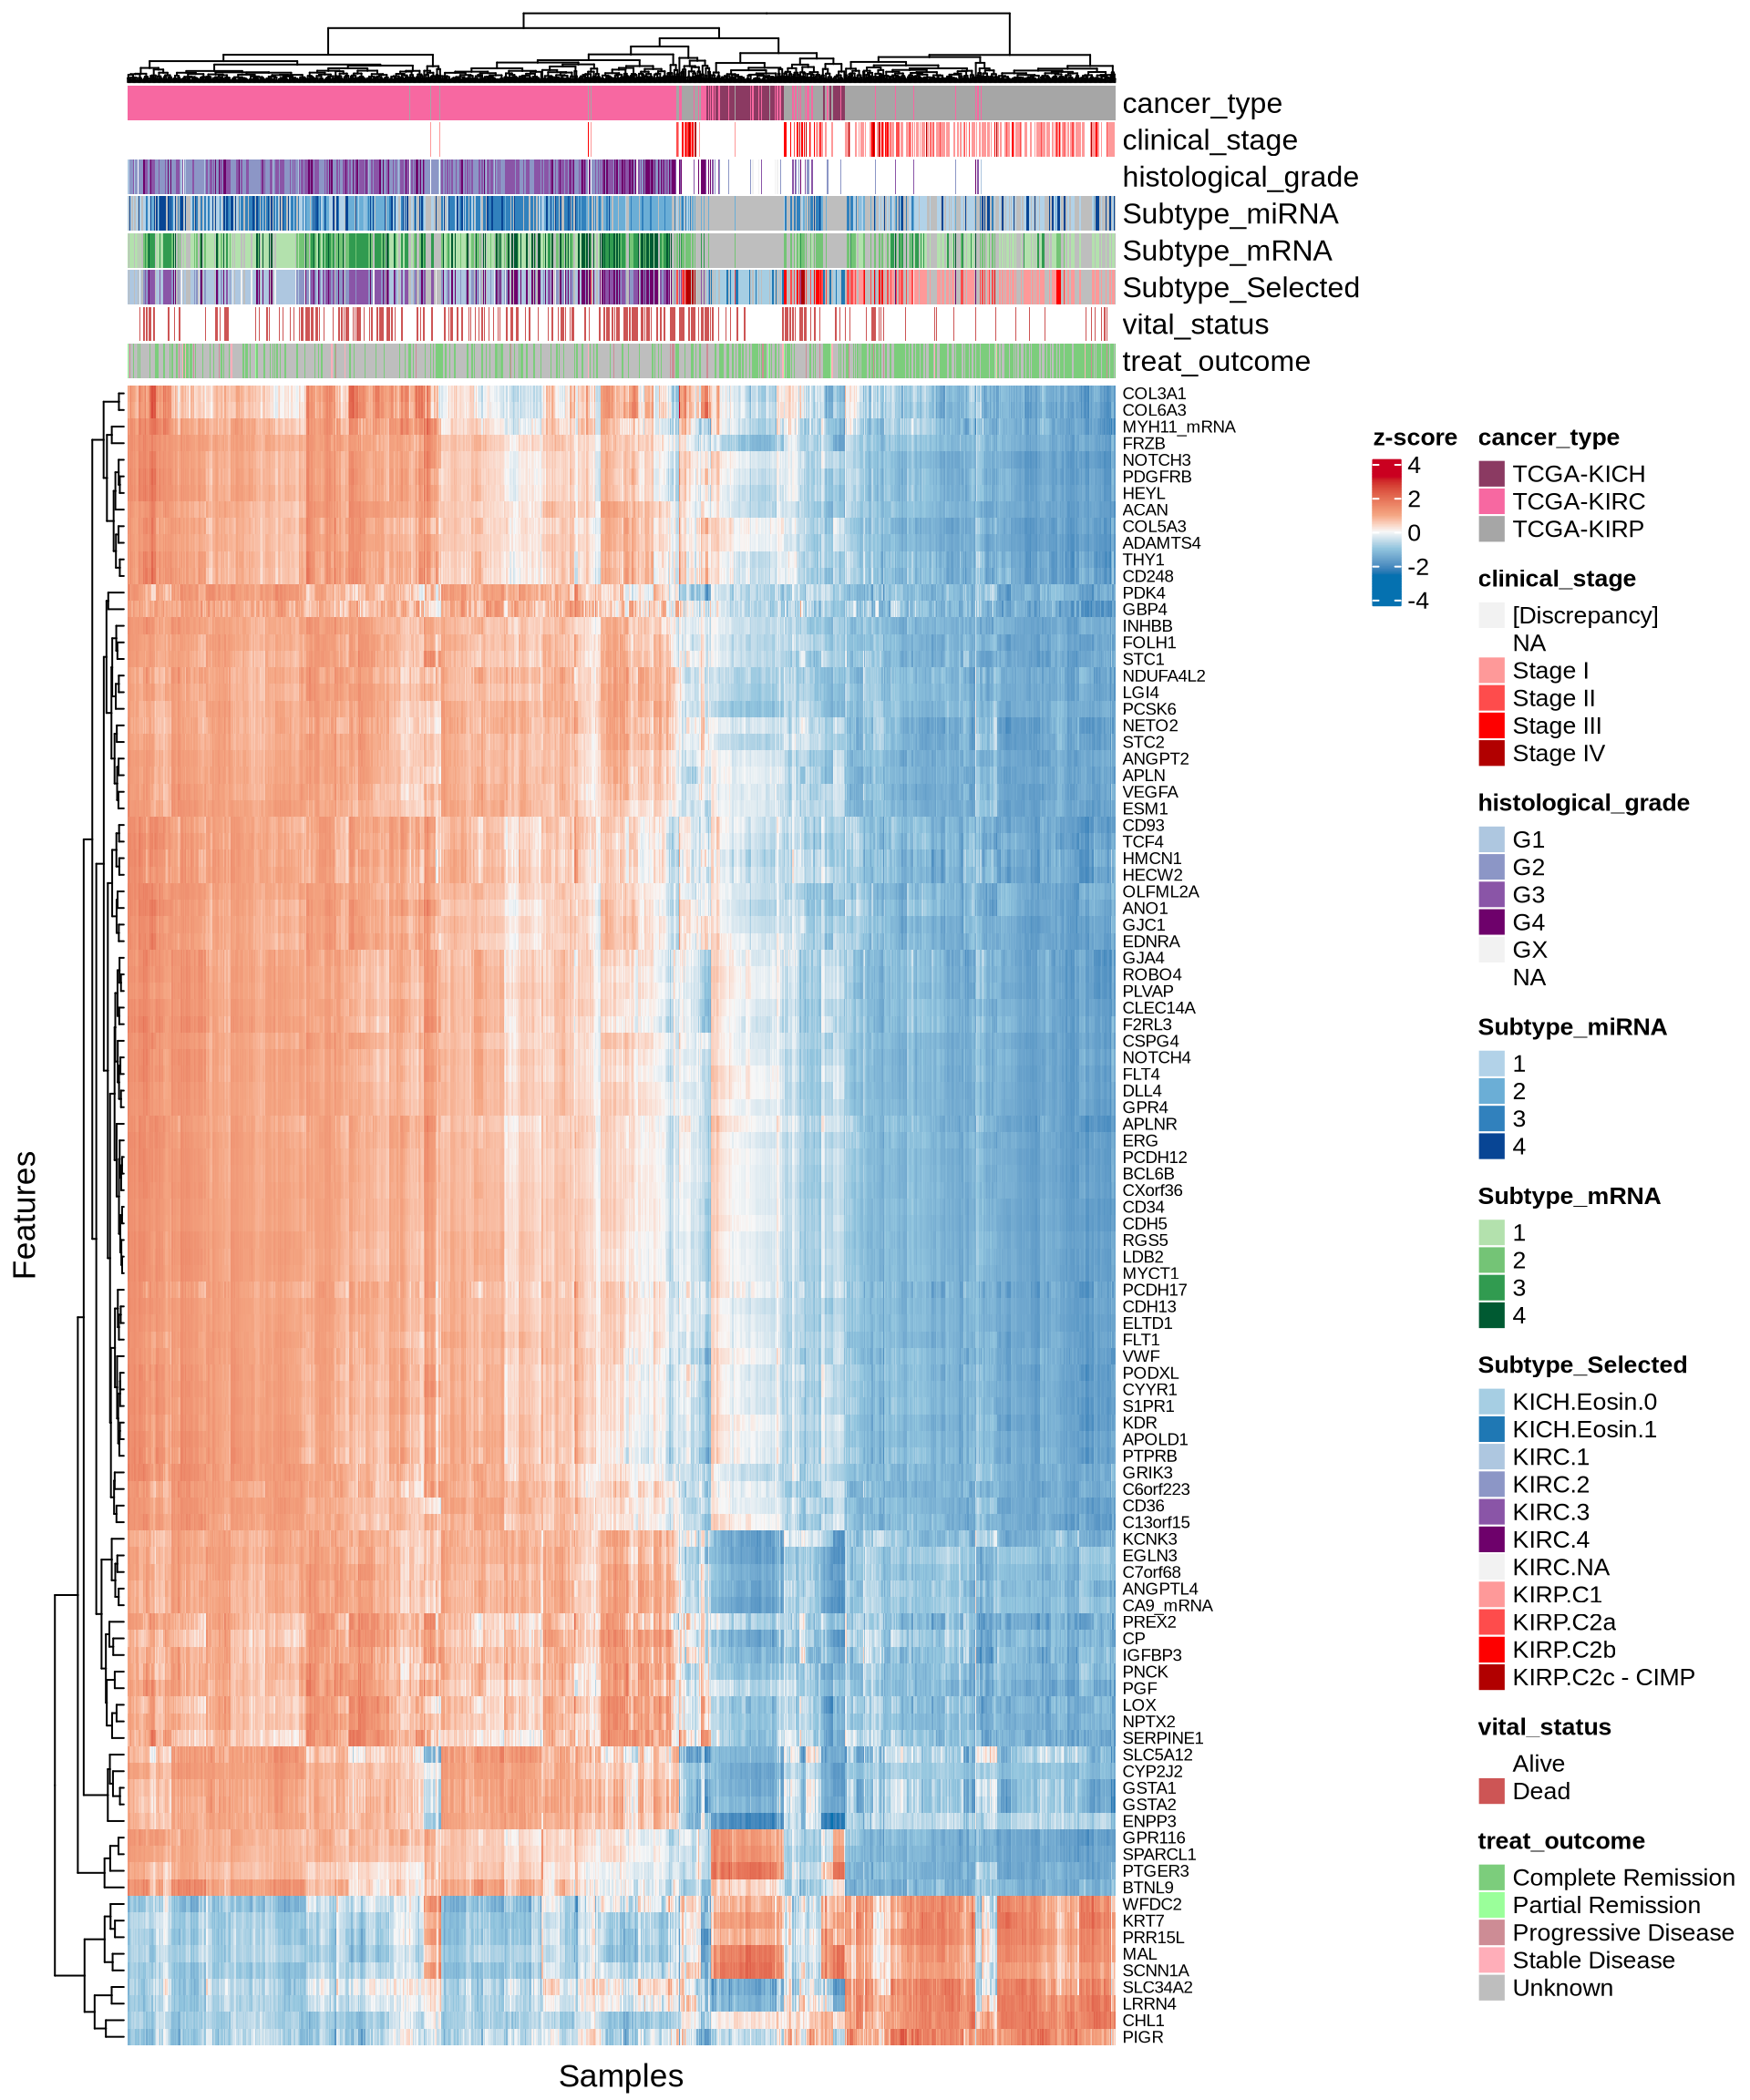 cancer_type
clinical_stage
histological_grade
Subtype_miRNA
Subtype_mRNA
Subtype_Selected
vital_status
treat_outcome
COL3A1
COL6A3
MYH11_mRNA
FRZB
NOTCH3
PDGFRB
HEYL
ACAN
COL5A3
ADAMTS4
THY1
CD248
PDK4
GBP4
INHBB
FOLH1
STC1
NDUFA4L2
LGI4
PCSK6
NETO2
STC2
ANGPT2
APLN
VEGFA
ESM1
CD93
TCF4
HMCN1
HECW2
OLFML2A
ANO1
GJC1
EDNRA
GJA4
ROBO4
PLVAP
CLEC14A
F2RL3
CSPG4
NOTCH4
FLT4
DLL4
GPR4
APLNR
ERG
PCDH12
BCL6B
CXorf36
CD34
CDH5
RGS5
LDB2
MYCT1
PCDH17
CDH13
ELTD1
FLT1
VWF
PODXL
CYYR1
S1PR1
KDR
APOLD1
PTPRB
GRIK3
C6orf223
CD36
C13orf15
KCNK3
EGLN3
C7orf68
ANGPTL4
CA9_mRNA
PREX2
CP
IGFBP3
PNCK
PGF
LOX
NPTX2
SERPINE1
SLC5A12
CYP2J2
GSTA1
GSTA2
ENPP3
GPR116
SPARCL1
PTGER3
BTNL9
WFDC2
KRT7
PRR15L
MAL
SCNN1A
SLC34A2
LRRN4
CHL1
PIGR
Features
Samples
z-score
4
2
0
-2
-4
cancer_type
TCGA-KICH
TCGA-KIRC
TCGA-KIRP
clinical_stage
[Discrepancy]
NA
Stage I
Stage II
Stage III
Stage IV
histological_grade
G1
G2
G3
G4
GX
NA
Subtype_miRNA
1
2
3
4
Subtype_mRNA
1
2
3
4
Subtype_Selected
KICH.Eosin.0
KICH.Eosin.1
KIRC.1
KIRC.2
KIRC.3
KIRC.4
KIRC.NA
KIRP.C1
KIRP.C2a
KIRP.C2b
KIRP.C2c - CIMP
vital_status
Alive
Dead
treat_outcome
Complete Remission
Partial Remission
Progressive Disease
Stable Disease
Unknown